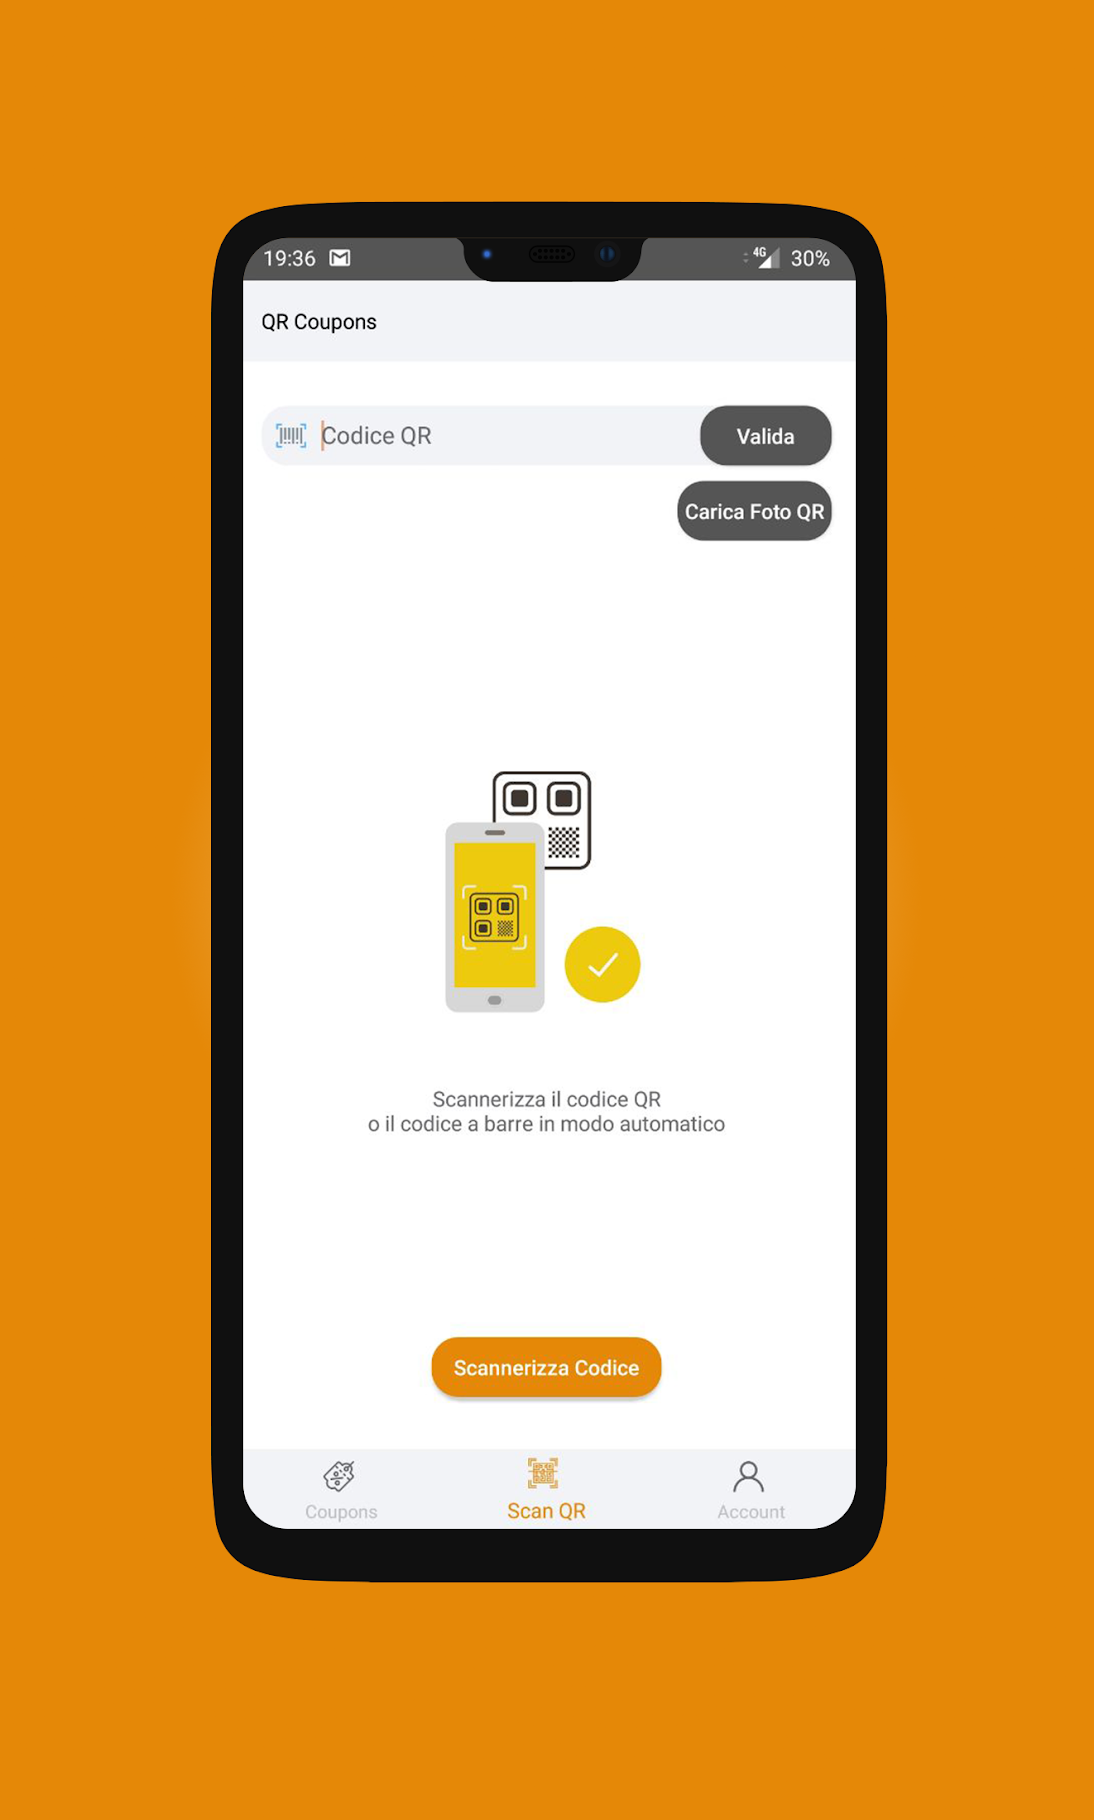 19:36
4G
30%
QR Coupons
Codice QR
Valida
Carica Foto QR
Scannerizza il codice QR
o il codice a barre in modo automatico
Scannerizza Codice
Coupons
Scan QR
Account